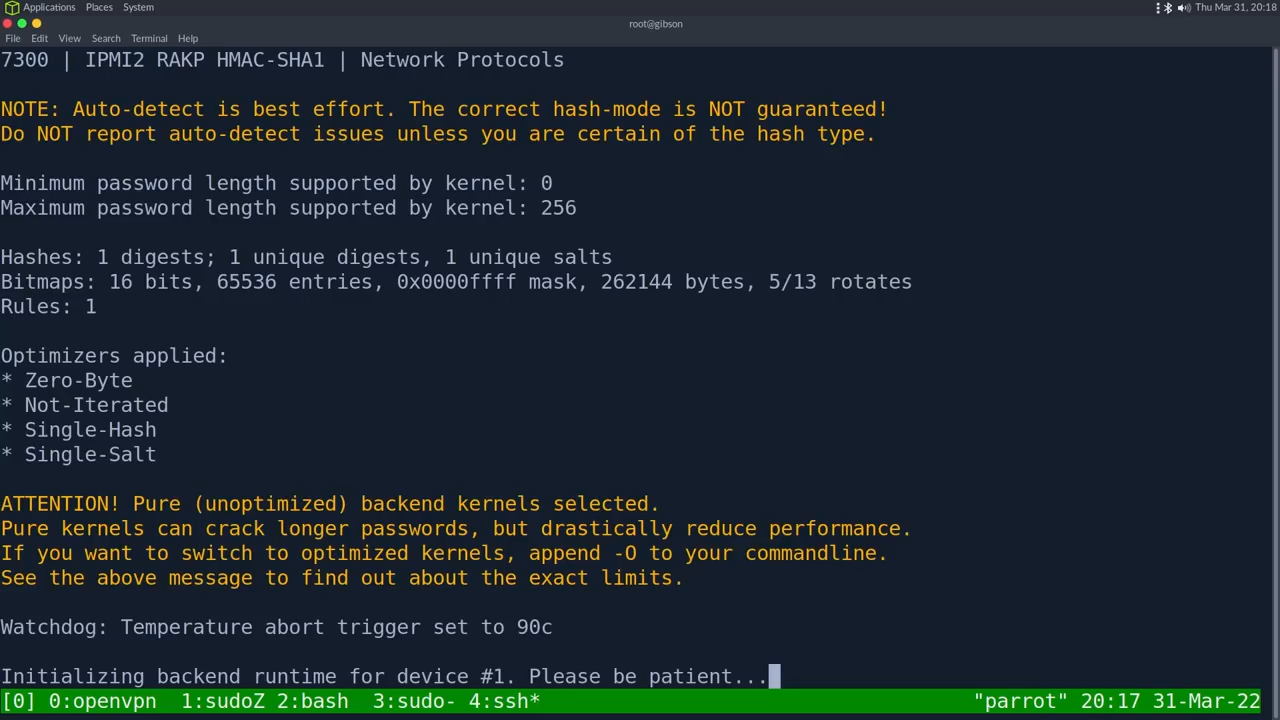 Applications Places System Thu Mar 31, 20:18
root@gibson
File Edit View Search Terminal Help
7300 | IPMI2 RAKP HMAC-SHA1 | Network Protocols
NOTE: Auto-detect is best effort. The correct hash-mode is NOT guaranteed!
Do NOT report auto-detect issues unless you are certain of the hash type.
Minimum password length supported by kernel: 0
Maximum password length supported by kernel: 256
Hashes: 1 digests; 1 unique digests, 1 unique salts
Bitmaps: 16 bits, 65536 entries, 0x0000ffff mask, 262144 bytes, 5/13 rotates
Rules: 1
Optimizers applied:
* Zero-Byte
* Not-Iterated
* Single-Hash
* Single-Salt
ATTENTION! Pure (unoptimized) backend kernels selected.
Pure kernels can crack longer passwords, but drastically reduce performance.
If you want to switch to optimized kernels, append -O to your commandline.
See the above message to find out about the exact limits.
Watchdog: Temperature abort trigger set to 90c
Initializing backend runtime for device #1. Please be patient...
[0] 0:openvpn 1:sudoZ 2:bash 3:sudo- 4:ssh* "parrot" 20:17 31-Mar-22